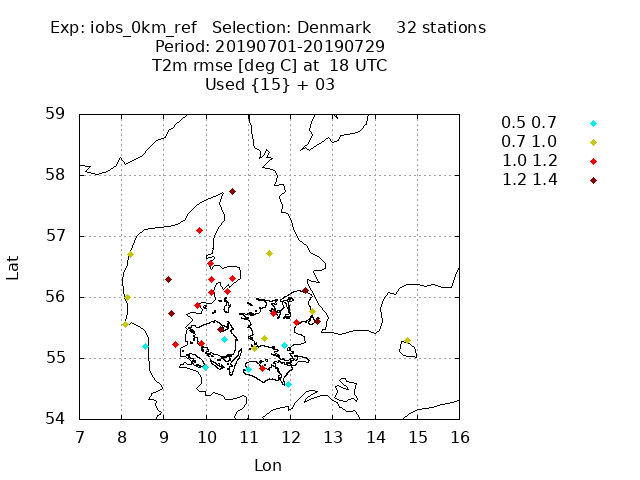 Exp: iobs_0km_ref   Selection: Denmark     32 stations
Period: 20190701-20190729
T2m rmse [deg C] at  18 UTC
Used {15} + 03
0.5 0.7
0.7 1.0
1.0 1.2
1.2 1.4
59
58
57
56
55
54
Lat
7 8 9 10 11 12 13 14 15 16
Lon